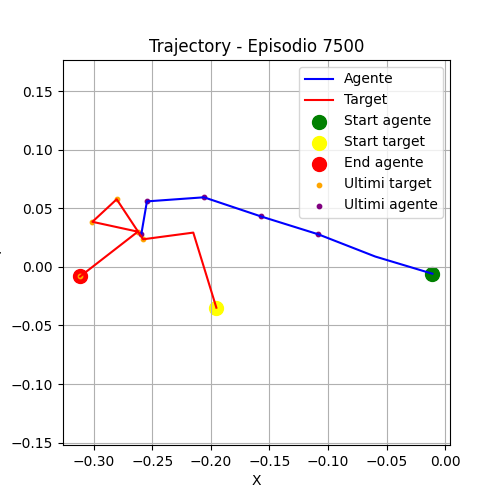 Trajectory - Episodio 7500
Agente
Target
Start agente
Start target
End agente
Ultimi target
Ultimi agente
0.15
0.10
0.05
0.00
−0.05
−0.10
−0.15
−0.30 −0.25 −0.20 −0.15 −0.10 −0.05 0.00
X